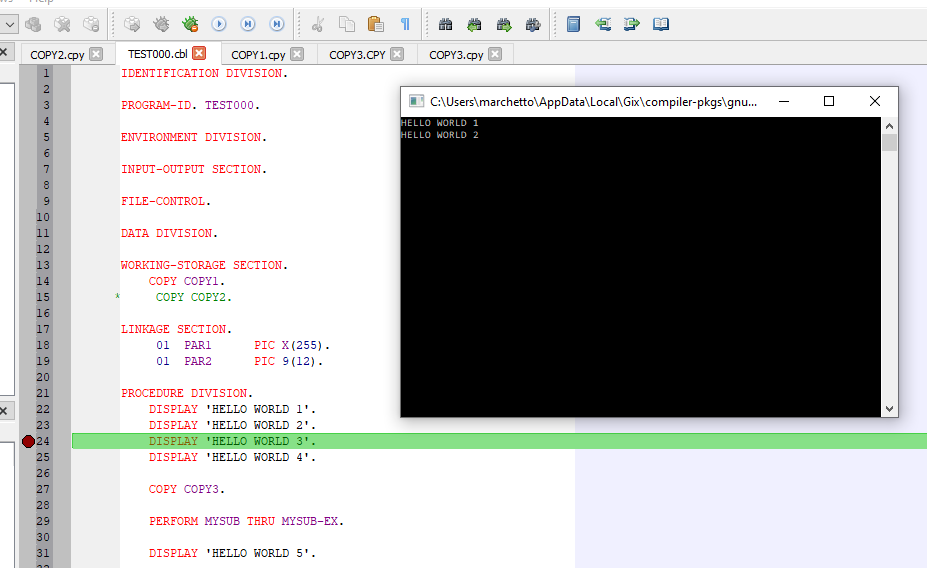 Help
COPY2.cpy
TEST000.cbl
COPY1.cpy
COPY3.CPY
COPY3.cpy
1 IDENTIFICATION DIVISION.
2
3 PROGRAM-ID. TEST000.
4
5 ENVIRONMENT DIVISION.
6
7 INPUT-OUTPUT SECTION.
8
9 FILE-CONTROL.
10
11 DATA DIVISION.
12
13 WORKING-STORAGE SECTION.
14 COPY COPY1.
15 * COPY COPY2.
16
17 LINKAGE SECTION.
18 01 PAR1 PIC X(255).
19 01 PAR2 PIC 9(12).
20
21 PROCEDURE DIVISION.
22 DISPLAY 'HELLO WORLD 1'.
23 DISPLAY 'HELLO WORLD 2'.
24 DISPLAY 'HELLO WORLD 3'.
25 DISPLAY 'HELLO WORLD 4'.
26
27 COPY COPY3.
28
29 PERFORM MYSUB THRU MYSUB-EX.
30
31 DISPLAY 'HELLO WORLD 5'.
C:\Users\marchetto\AppData\Local\Gix\compiler-pkgs\gnu...
HELLO WORLD 1
HELLO WORLD 2